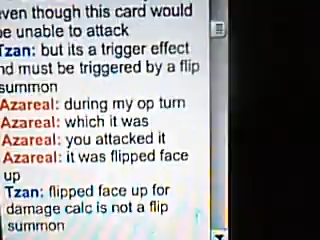 even though this card would
be unable to attack
Tzan: but its a trigger effect
nd must be triggered by a flip
summon
Azareal: during my op turn
Azareal: which it was
Azareal: you attacked it
Azareal: it was flipped face
up
Tzan: flipped face up for
damage calc is not a flip
summon